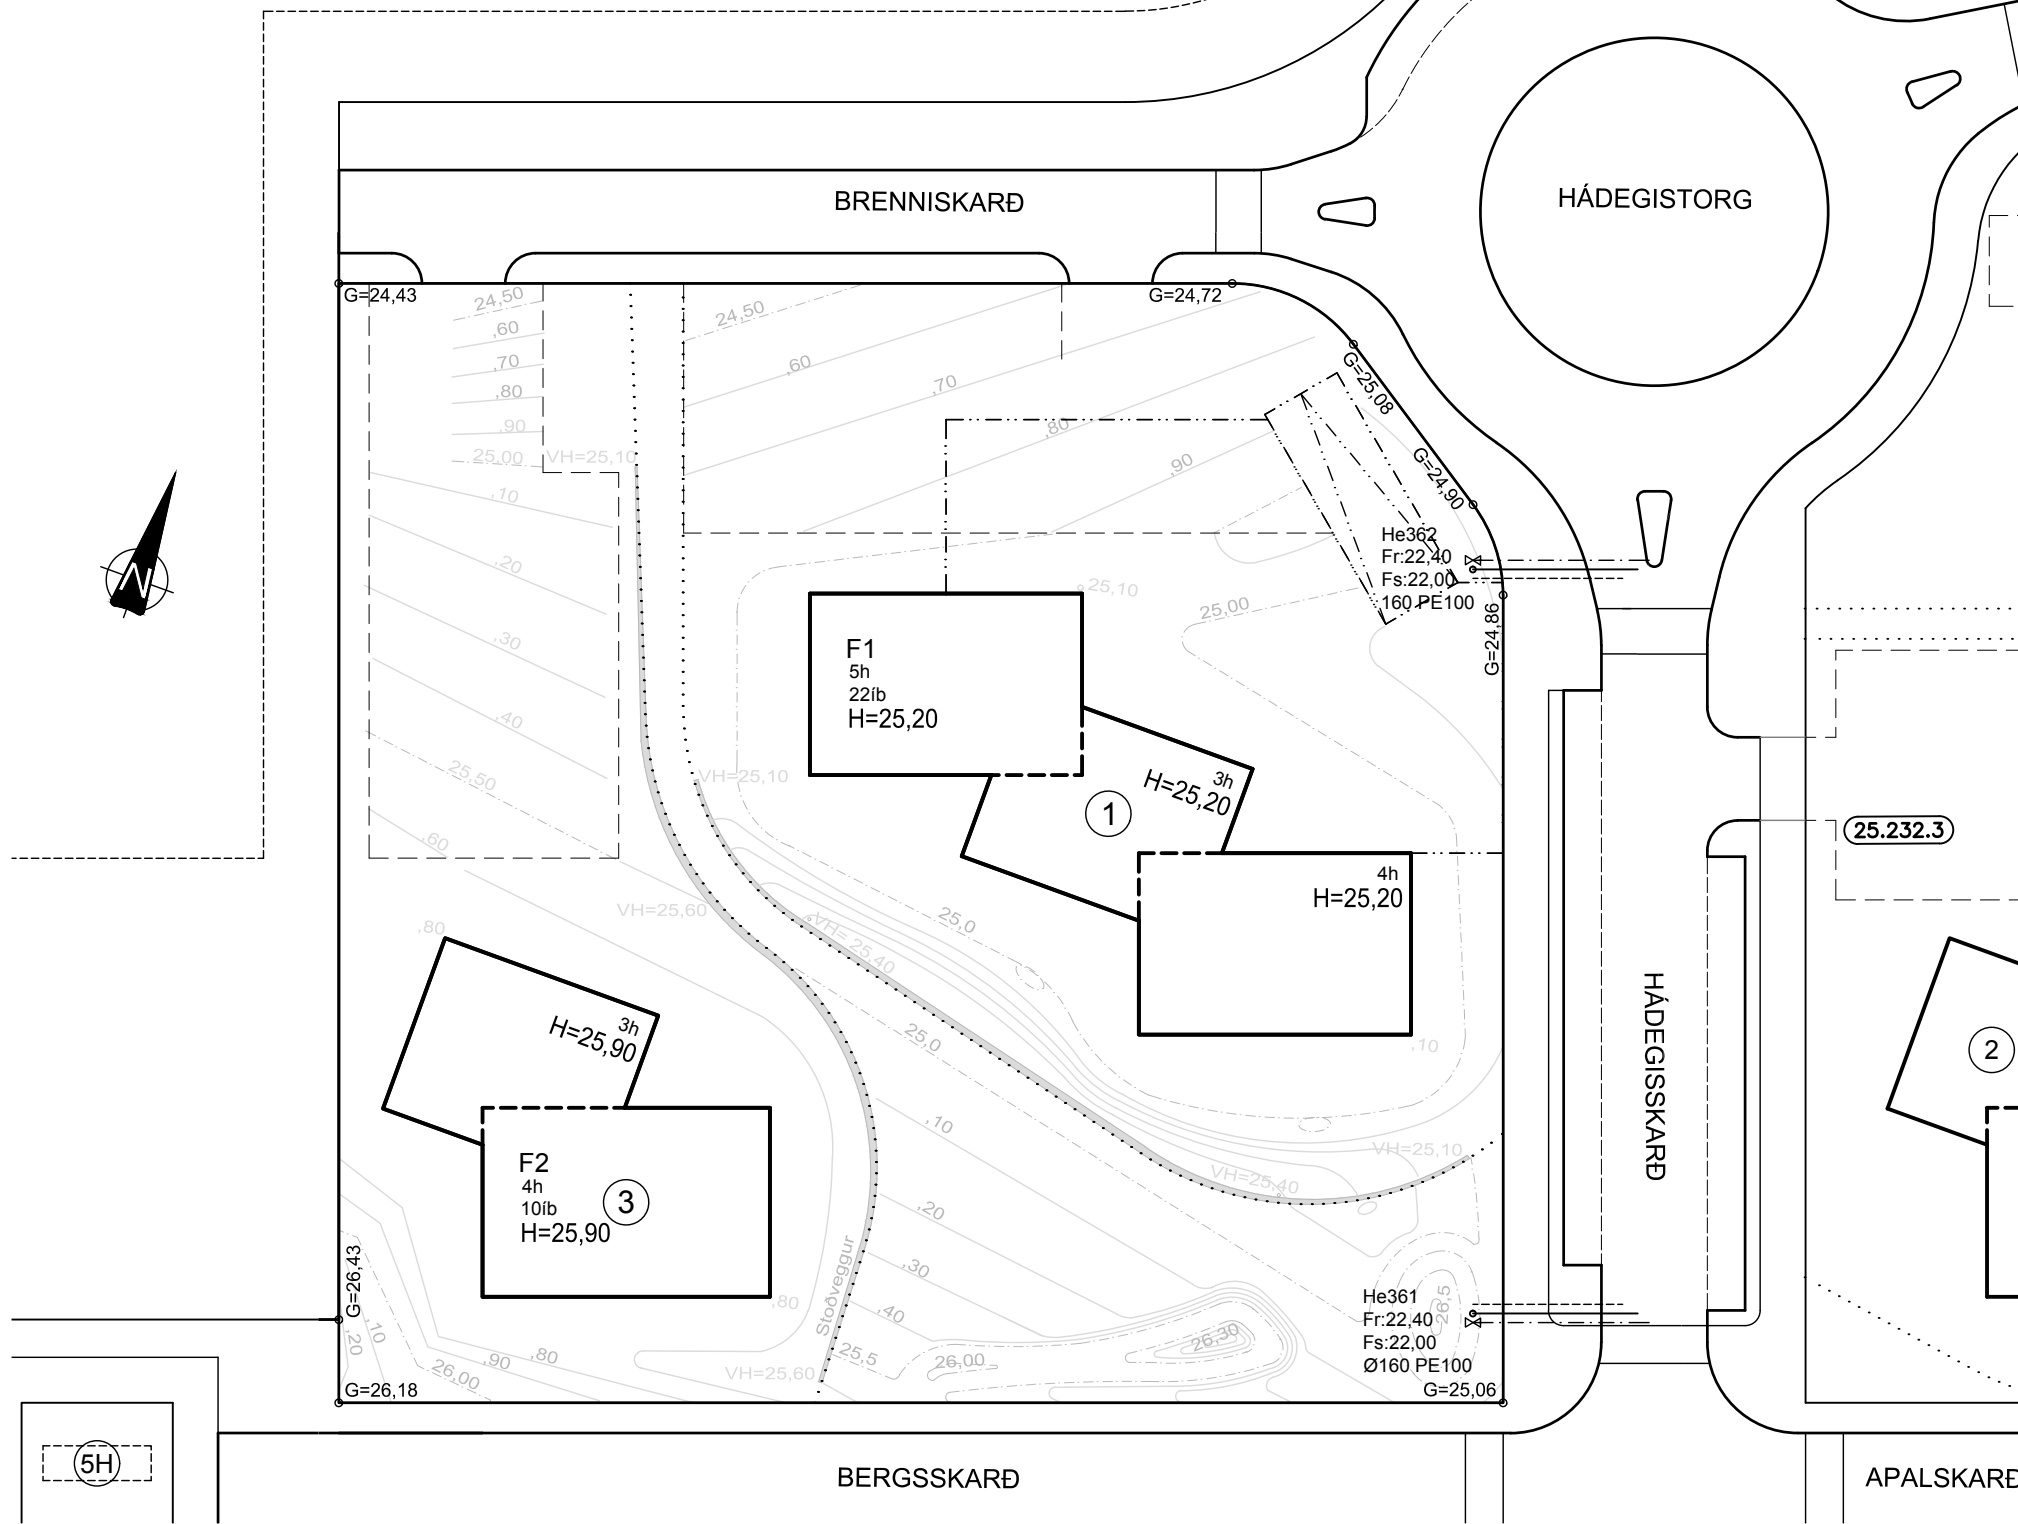 BRENNISKARÐ
HÁDEGISTORG
G=24,43
24,50
,60
,70
,80
,90
25,00
VH=25,10
,10
,20
,30
,40
25,50
,60
,80
24,50
,60
,70
,80
,90
G=24,72
G=25,08
G=24,90
He362
Fr:22,40
Fs:22,00
160 PE100
G=24,86
25,10
25,00
N
F1
5h
22íb
H=25,20
VH=25,10
3h
H=25,20
1
4h
H=25,20
25.232.3
VH=25,60
VH=25,40
25,0
25,0
,10
HÁDEGISSKARÐ
2
3h
H=25,90
F2
4h
10íb
H=25,90
3
,10
,20
,30
,40
25,5
VH=25,10
VH=25,40
Stoðveggur
,80
VH=25,60
26,00
26,30
26,5
G=26,43
,20
,10
26,00
,90
,80
G=26,18
He361
Fr:22,40
Fs:22,00
Ø160 PE100
G=25,06
5H
BERGSSKARÐ
APALSKARÐ